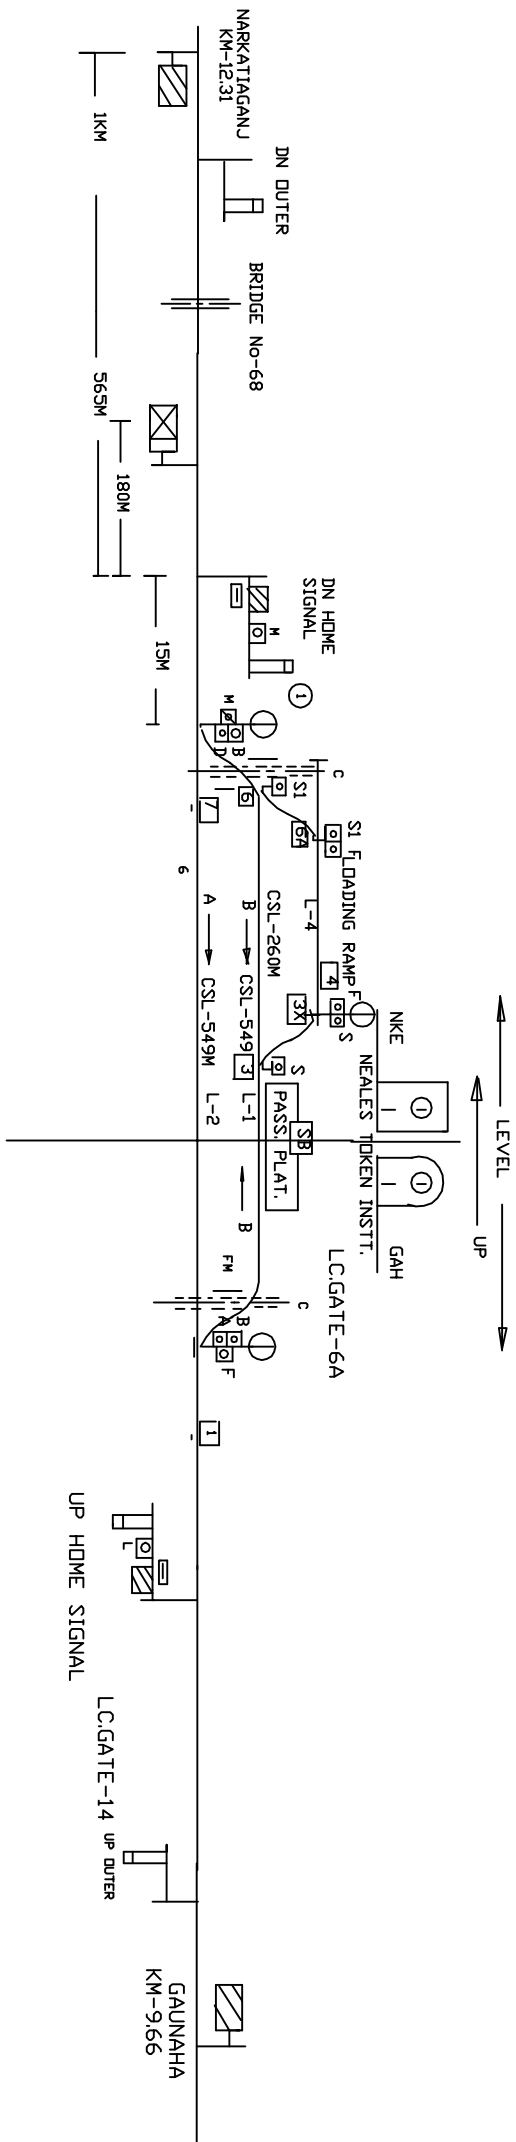 NARKATIAGANJ
KM-12.31
DN OUTER
BRIDGE No-68
1KM
565M
180M
15M
DN HOME
SIGNAL
M
1
M
B
D
C
S1
6
7
6
6A
S1
F
LOADING RAMP
F
L-4
4
3X
S
NKE
NEALES TOKEN INSTT.
GAH
LEVEL
UP
CSL-260M
B
CSL-549
3
S
L-1
A
CSL-549M
L-2
PASS. PLAT.
SB
B
LC.GATE-6A
FM
C
B
A
F
1
UP HOME SIGNAL
L
LC.GATE-14
UP OUTER
GAUNAHA
KM-9.66